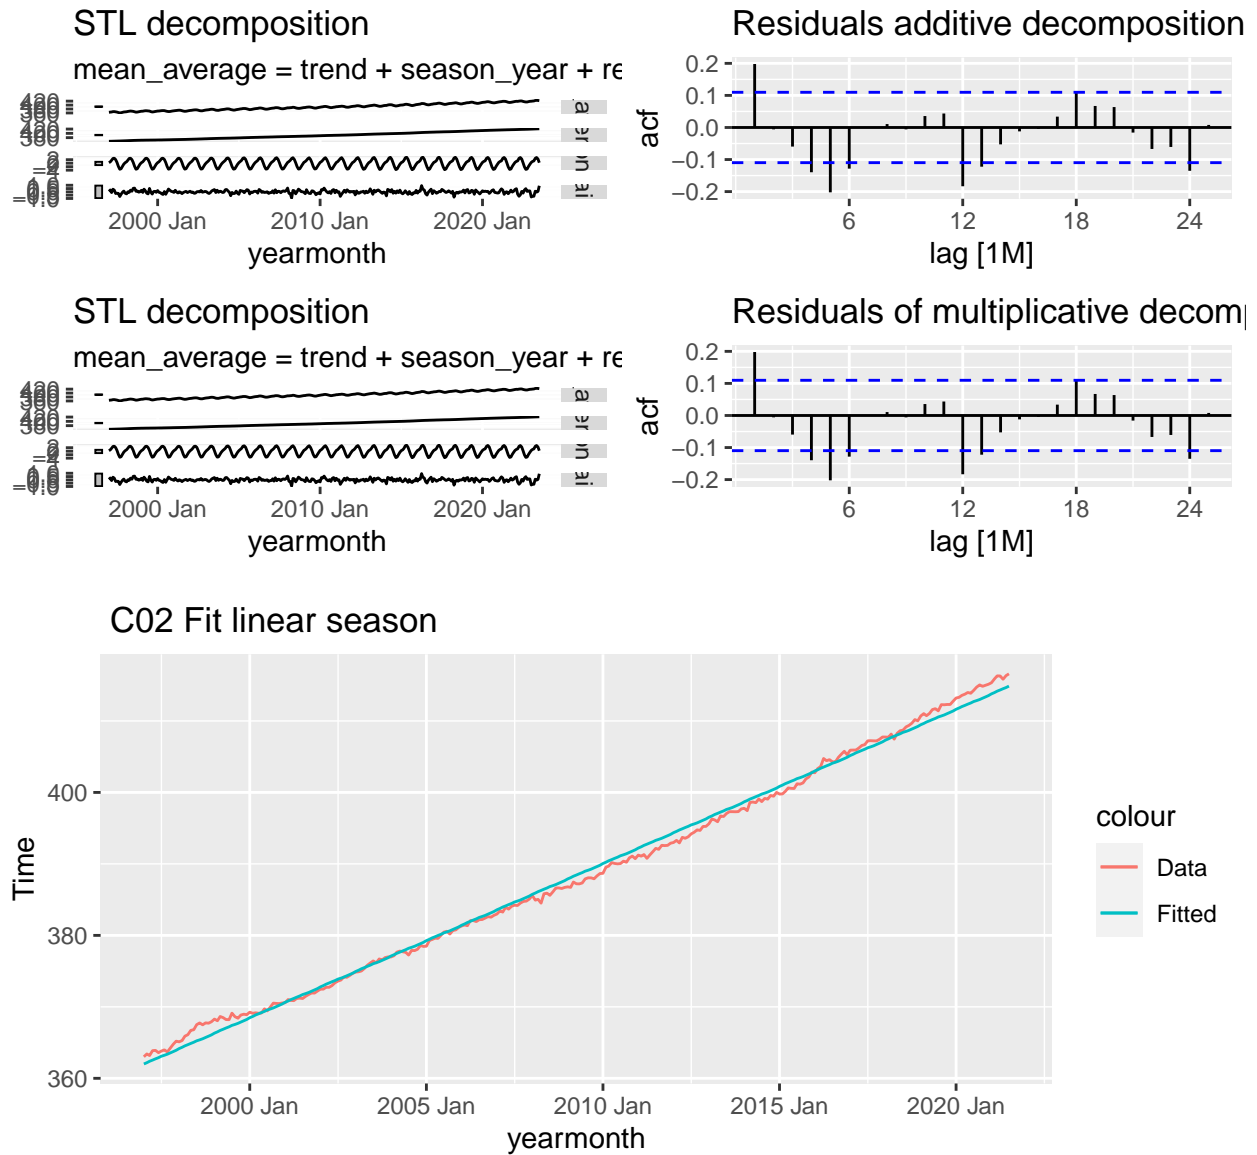 STL decomposition
mean_average = trend + season_year + re
2000 Jan 2010 Jan 2020 Jan
yearmonth
Residuals additive decomposition
0.2
0.1
0.0
−0.1
−0.2
acf
6 12 18 24
lag [1M]
STL decomposition
mean_average = trend + season_year + re
2000 Jan 2010 Jan 2020 Jan
yearmonth
Residuals of multiplicative decomp
0.2
0.1
0.0
−0.1
−0.2
acf
6 12 18 24
lag [1M]
C02 Fit linear season
400
380
360
Time
2000 Jan 2005 Jan 2010 Jan 2015 Jan 2020 Jan
yearmonth
colour
Data
Fitted